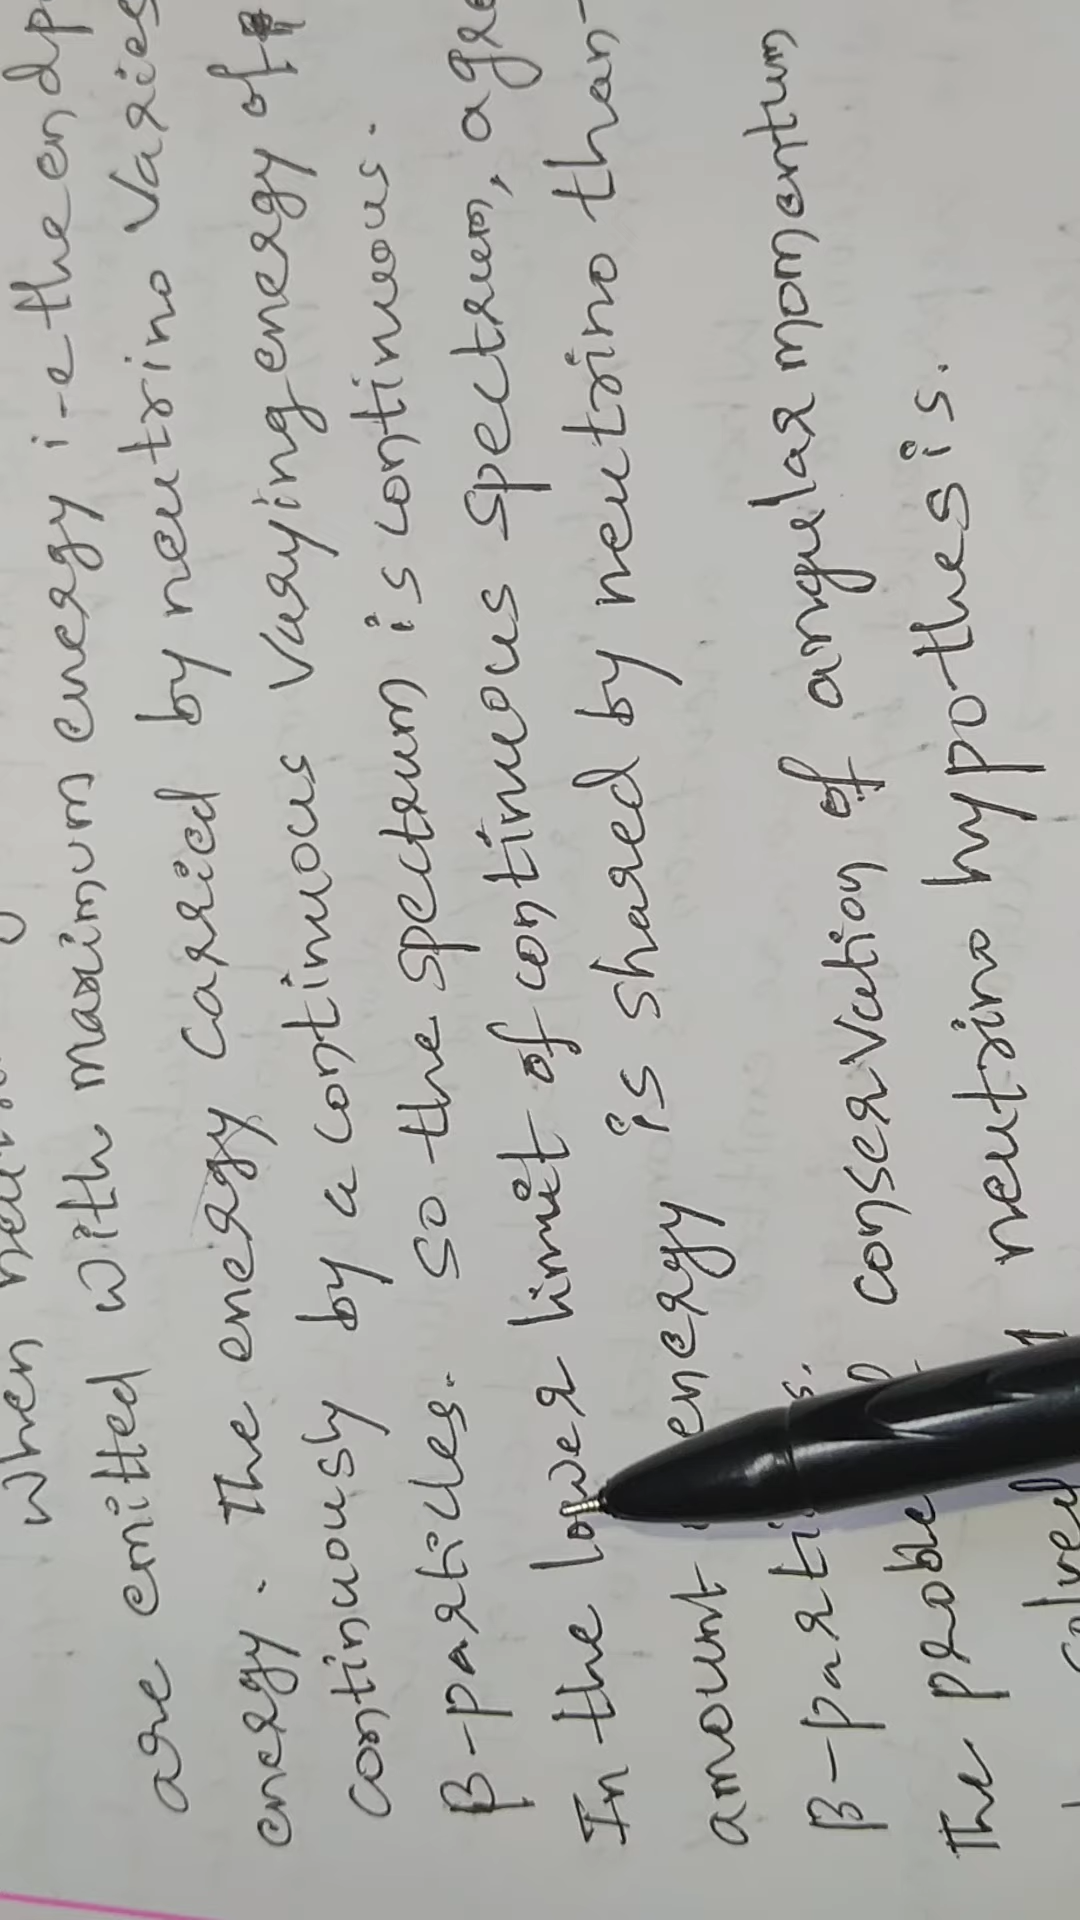 when
are emitted with maximum energy i-e the endp
energy. The energy carried by neutrino varies
continuously by a continuous varying energy of
β-particles. so the spectrum is continuous.
In the lower limit of continuous spectrum, a gre
amount energy is shared by neutrino than
β-parti s.
The proble conservation of angular momentum
neutrino hypothesis.